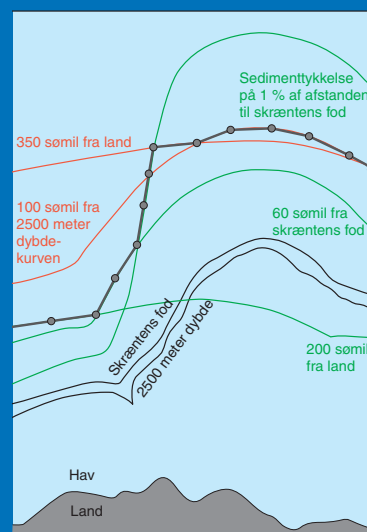 Sedimenttykkelse
på 1 % af afstanden
til skræntens fod
350 sømil fra land
100 sømil fra
2500 meter
dybde-
kurven
60 sømil fra
skræntens fod
Skræntens fod
2500 meter dybde
200 sømil
fra land
Hav
Land